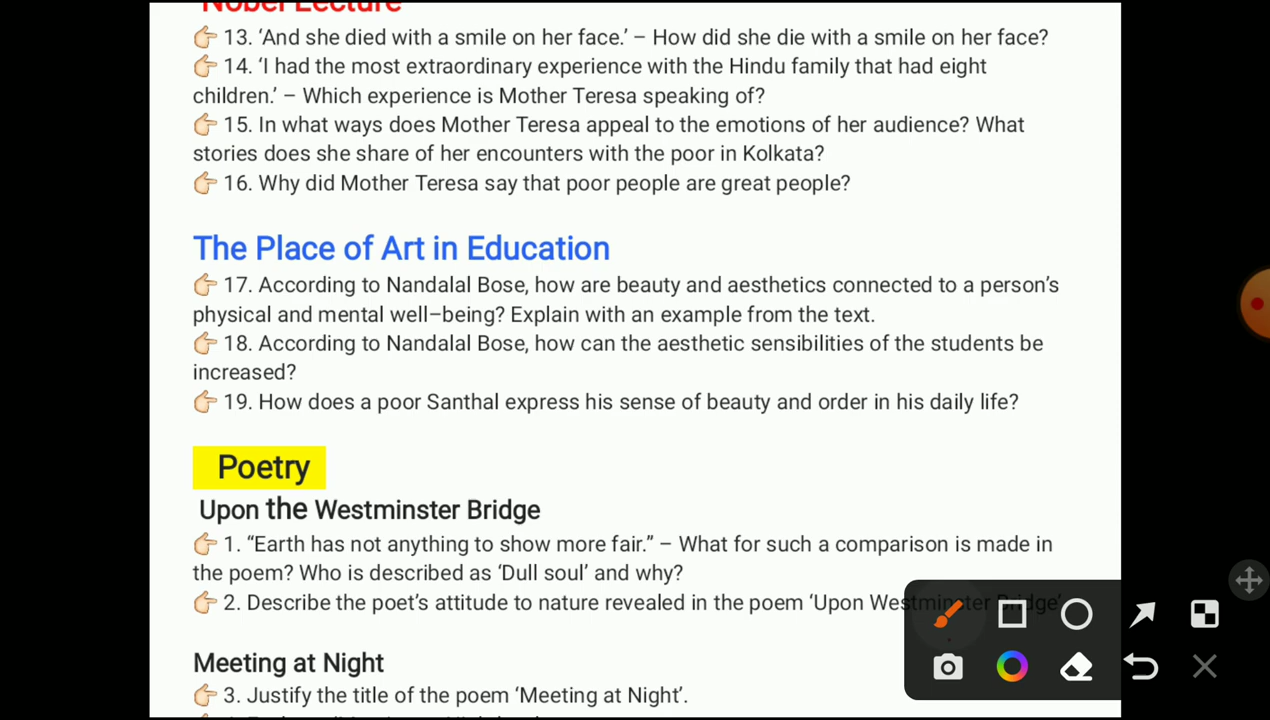 Nobel Lecture
👉🏻 13. ‘And she died with a smile on her face.’ – How did she die with a smile on her face?
👉🏻 14. ‘I had the most extraordinary experience with the Hindu family that had eight
children.’ – Which experience is Mother Teresa speaking of?
👉🏻 15. In what ways does Mother Teresa appeal to the emotions of her audience? What
stories does she share of her encounters with the poor in Kolkata?
👉🏻 16. Why did Mother Teresa say that poor people are great people?
The Place of Art in Education
👉🏻 17. According to Nandalal Bose, how are beauty and aesthetics connected to a person’s
physical and mental well–being? Explain with an example from the text.
👉🏻 18. According to Nandalal Bose, how can the aesthetic sensibilities of the students be
increased?
👉🏻 19. How does a poor Santhal express his sense of beauty and order in his daily life?
Poetry
Upon the Westminster Bridge
👉🏻 1. “Earth has not anything to show more fair.” – What for such a comparison is made in
the poem? Who is described as ‘Dull soul’ and why?
👉🏻 2. Describe the poet’s attitude to nature revealed in the poem ‘Upon Westminster Bridge’
Meeting at Night
👉🏻 3. Justify the title of the poem ‘Meeting at Night’.